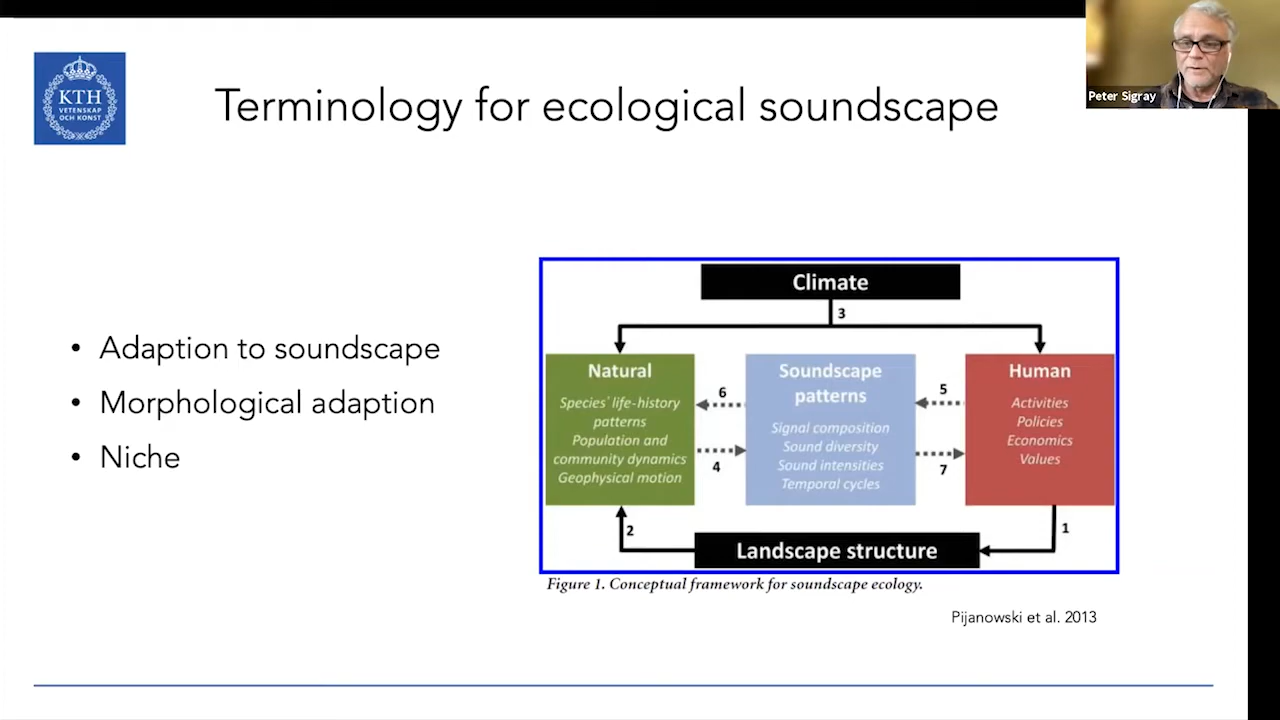 KTH
VETENSKAP
OCH KONST
Terminology for ecological soundscape
Peter Sigray
• Adaption to soundscape
• Morphological adaption
• Niche
Climate
3
Natural
Species' life-history
patterns
Population and
community dynamics
Geophysical motion
6
4
Soundscape
patterns
Signal composition
Sound diversity
Sound intensities
Temporal cycles
5
7
Human
Activities
Policies
Economics
Values
2
Landscape structure
1
Figure 1. Conceptual framework for soundscape ecology.
Pijanowski et al. 2013